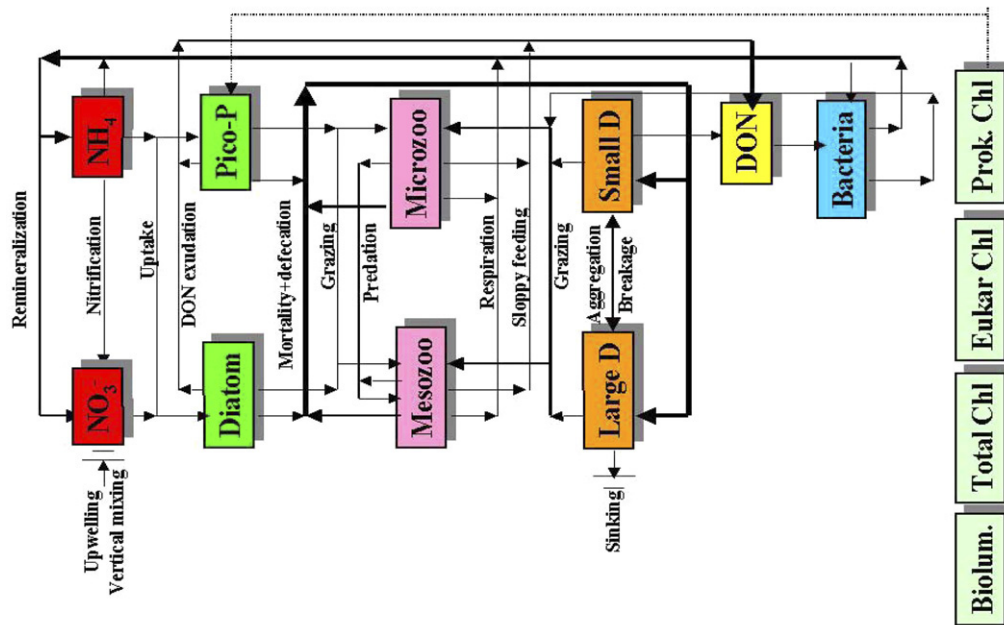 Remineralization
NH4
Nitrification
NO3-
Upwelling
Vertical mixing
Uptake
Pico-P
DON exudation
Diatom
Mortality+defecation
Grazing
Predation
Microzoo
Mesozoo
Respiration
Sloppy feeding
Grazing
Small D
Aggregation
Breakage
Large D
Sinking
DON
Bacteria
Biolum.
Total Chl
Eukar Chl
Prok. Chl